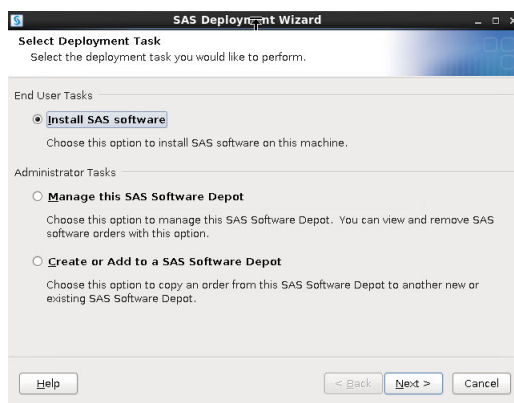 SAS Deployment Wizard
Select Deployment Task
Select the deployment task you would like to perform.
End User Tasks
Install SAS software
Choose this option to install SAS software on this machine.
Administrator Tasks
Manage this SAS Software Depot
Choose this option to manage this SAS Software Depot. You can view and remove SAS
software orders with this option.
Create or Add to a SAS Software Depot
Choose this option to copy an order from this SAS Software Depot to another new or
existing SAS Software Depot.
Help
< Back
Next >
Cancel